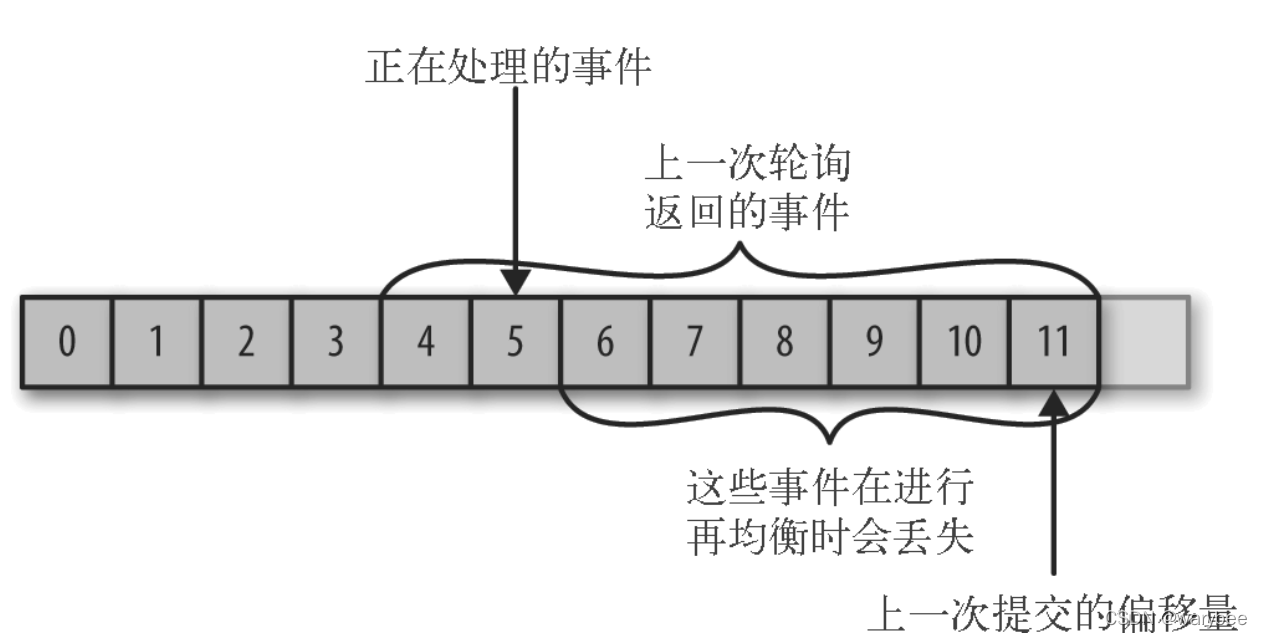 正在处理的事件
上一次轮询
返回的事件
0 1 2 3 4 5 6 7 8 9 10 11
这些事件在进行
再均衡时会丢失
上一次提交的偏移量
CSDN @warybee